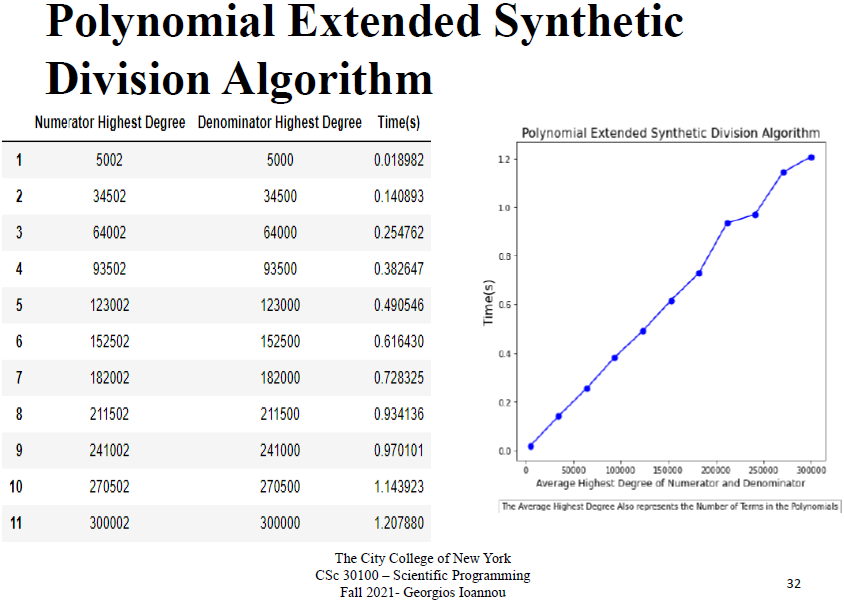 Polynomial Extended Synthetic
Division Algorithm
Numerator Highest Degree Denominator Highest Degree Time(s)
1 5002 5000 0.018982
2 34502 34500 0.140893
3 64002 64000 0.254762
4 93502 93500 0.382647
5 123002 123000 0.490546
6 152502 152500 0.616430
7 182002 182000 0.728325
8 211502 211500 0.934136
9 241002 241000 0.970101
10 270502 270500 1.143923
11 300002 300000 1.207880
Polynomial Extended Synthetic Division Algorithm
1.2
1.0
0.8
0.6
0.4
0.2
0.0
Time(s)
0 50000 100000 150000 200000 250000 300000
Average Highest Degree of Numerator and Denominator
The Average Highest Degree Also represents the Number of Terms in the Polynomials
The City College of New York
CSc 30100 – Scientific Programming
Fall 2021- Georgios Ioannou
32